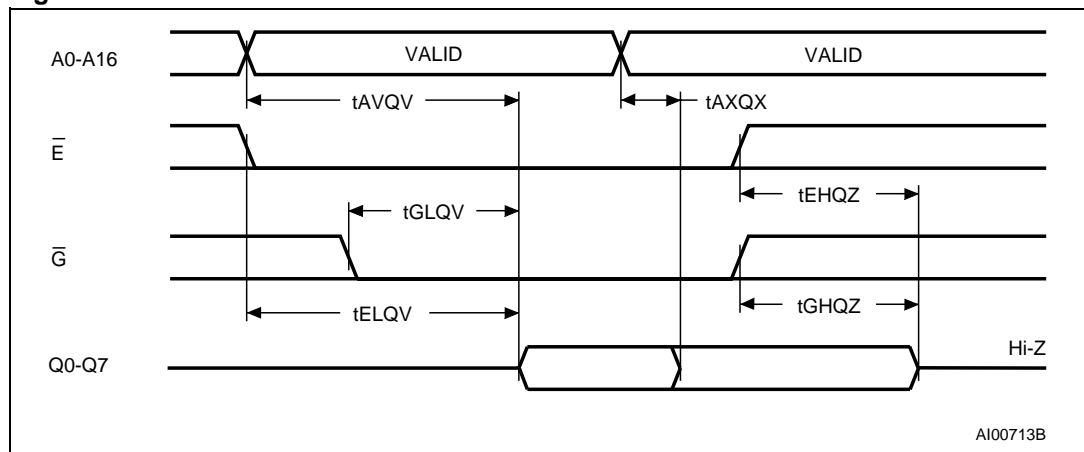 A0-A16 VALID VALID
tAVQV tAXQX
E̅
tEHQZ
tGLQV
G̅
tELQV tGHQZ
Hi-Z
Q0-Q7
AI00713B